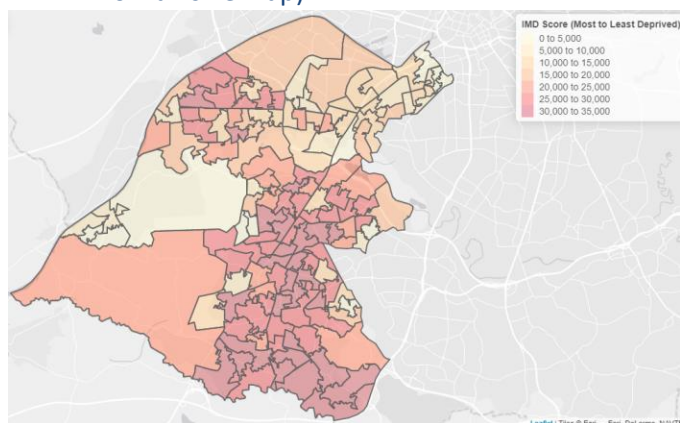 IMD Score (Most to Least Deprived)
0 to 5,000
5,000 to 10,000
10,000 to 15,000
15,000 to 20,000
20,000 to 25,000
25,000 to 30,000
30,000 to 35,000
Leaflet